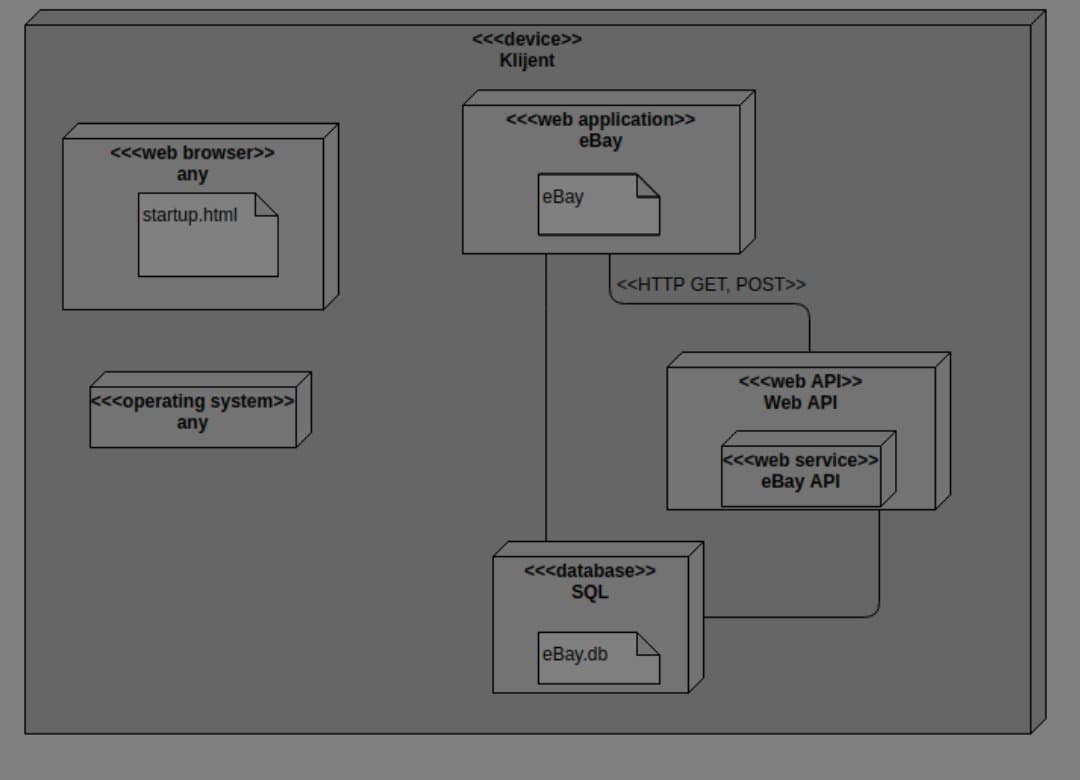 <<<device>>
Klijent
<<<web application>>
eBay
eBay
<<<web browser>>
any
startup.html
<<HTTP GET, POST>>
<<<web API>>
Web API
<<<operating system>>
any
<<<web service>>
eBay API
<<<database>>
SQL
eBay.db